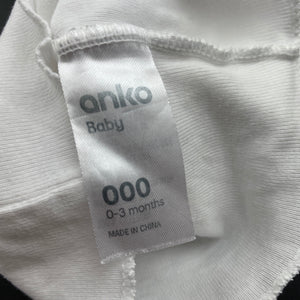 anko
Baby
000
0-3 months
MADE IN CHINA